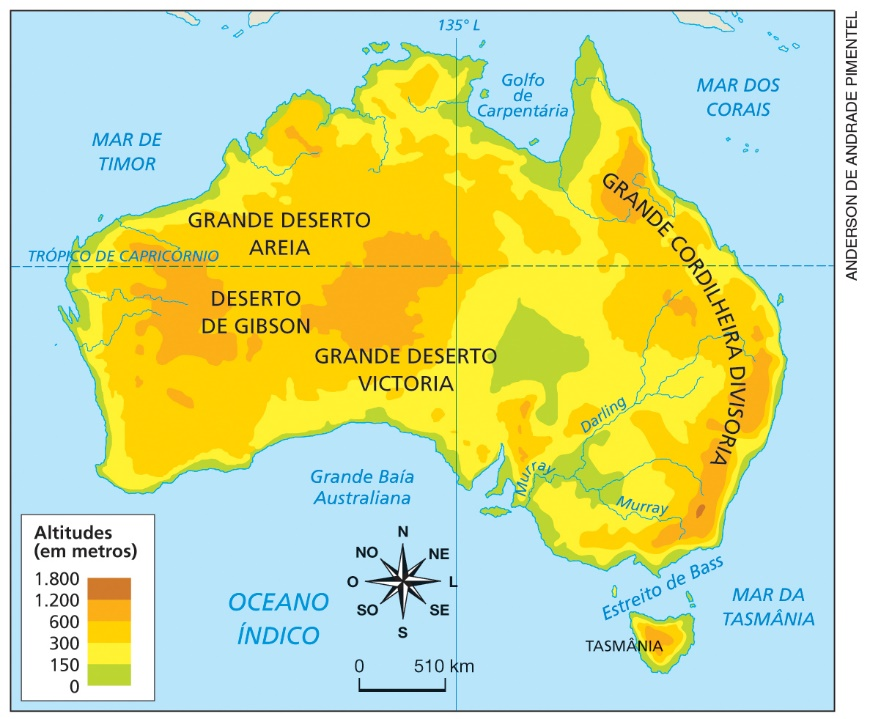 135° L
Golfo
de
Carpentária
MAR DOS
CORAIS
MAR DE
TIMOR
GRANDE DESERTO
AREIA
TRÓPICO DE CAPRICÓRNIO
DESERTO
DE GIBSON
GRANDE DESERTO
VICTORIA
GRANDE CORDILHEIRA DIVISORIA
Darling
Murray
Murray
Grande Baía
Australiana
Altitudes
(em metros)
1.800
1.200
600
300
150
0
OCEANO
ÍNDICO
N
NO
NE
O
L
SO
SE
S
0 510 km
Estreito de Bass
MAR DA
TASMÂNIA
TASMÂNIA
ANDERSON DE ANDRADE PIMENTEL